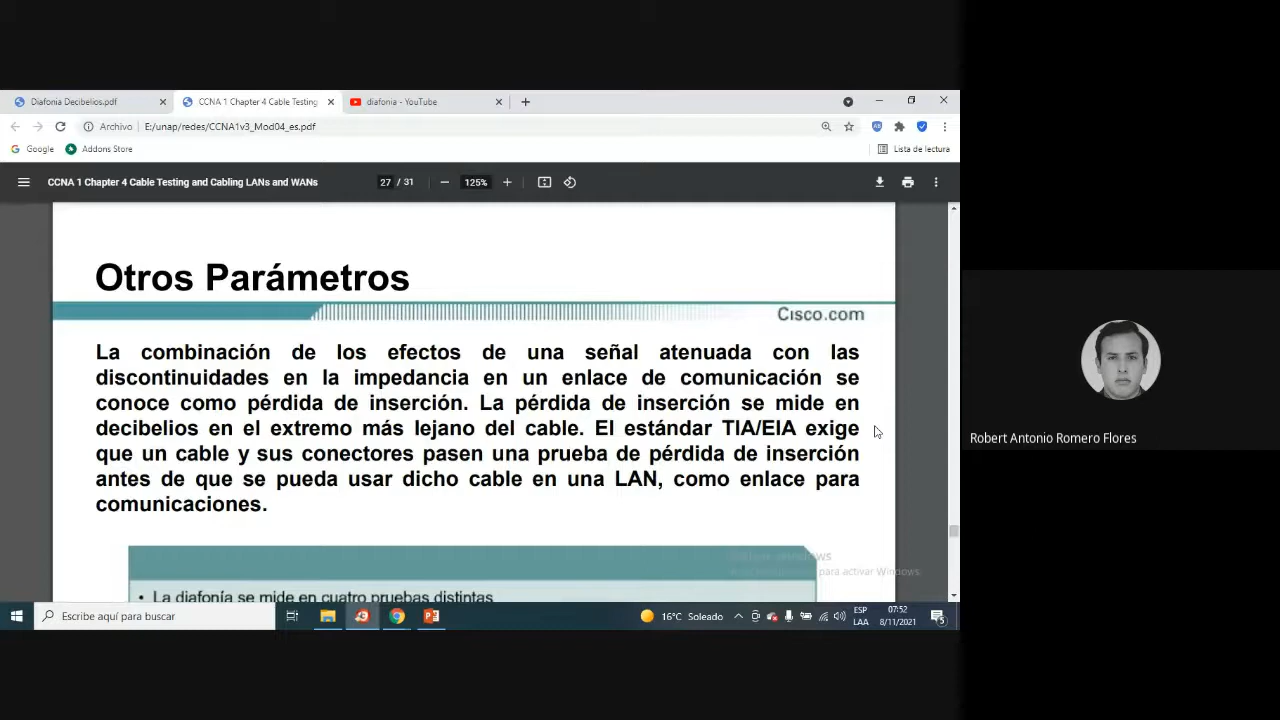 Diafonia Decibelios.pdf
CCNA 1 Chapter 4 Cable Testing
diafonia - YouTube
Archivo
E:/unap/redes/CCNA1v3_Mod04_es.pdf
Google
Addons Store
Lista de lectura
CCNA 1 Chapter 4 Cable Testing and Cabling LANs and WANs
27 / 31
125%
Otros Parámetros
Cisco.com
La combinación de los efectos de una señal atenuada con las
discontinuidades en la impedancia en un enlace de comunicación se
conoce como pérdida de inserción. La pérdida de inserción se mide en
decibelios en el extremo más lejano del cable. El estándar TIA/EIA exige
que un cable y sus conectores pasen una prueba de pérdida de inserción
antes de que se pueda usar dicho cable en una LAN, como enlace para
comunicaciones.
para activar Windows.
• La diafonía se mide en cuatro pruebas distintas
Escribe aquí para buscar
16°C Soleado
ESP
LAA
07:52
8/11/2021
5
Robert Antonio Romero Flores